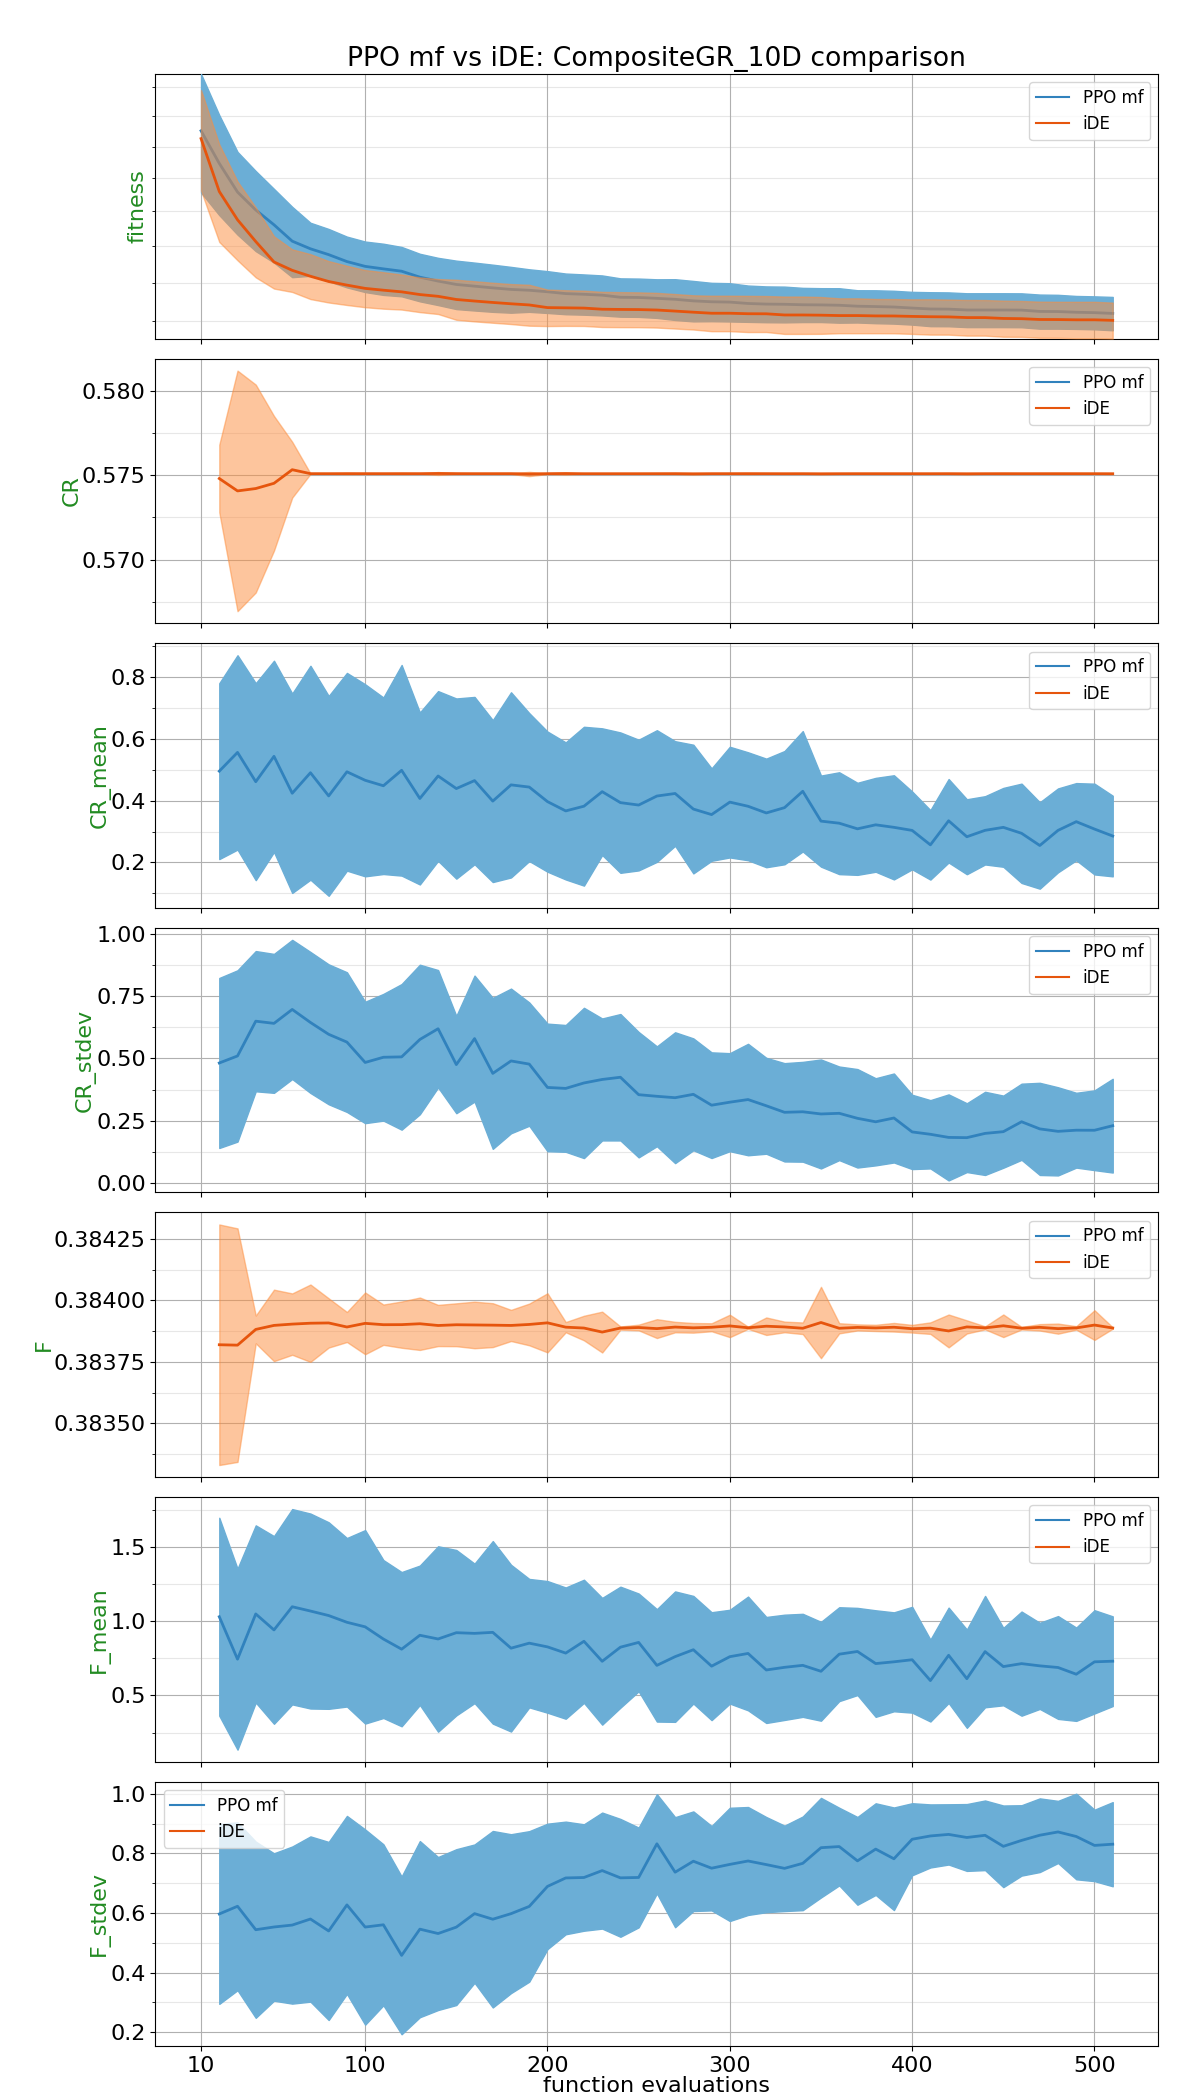 PPO mf vs iDE: CompositeGR_10D comparison
fitness
PPO mf
iDE
CR
0.580
0.575
0.570
PPO mf
iDE
CR_mean
0.8
0.6
0.4
0.2
PPO mf
iDE
CR_stdev
1.00
0.75
0.50
0.25
0.00
PPO mf
iDE
F
0.38425
0.38400
0.38375
0.38350
PPO mf
iDE
F_mean
1.5
1.0
0.5
PPO mf
iDE
F_stdev
1.0
0.8
0.6
0.4
0.2
PPO mf
iDE
10 100 200 300 400 500
function evaluations